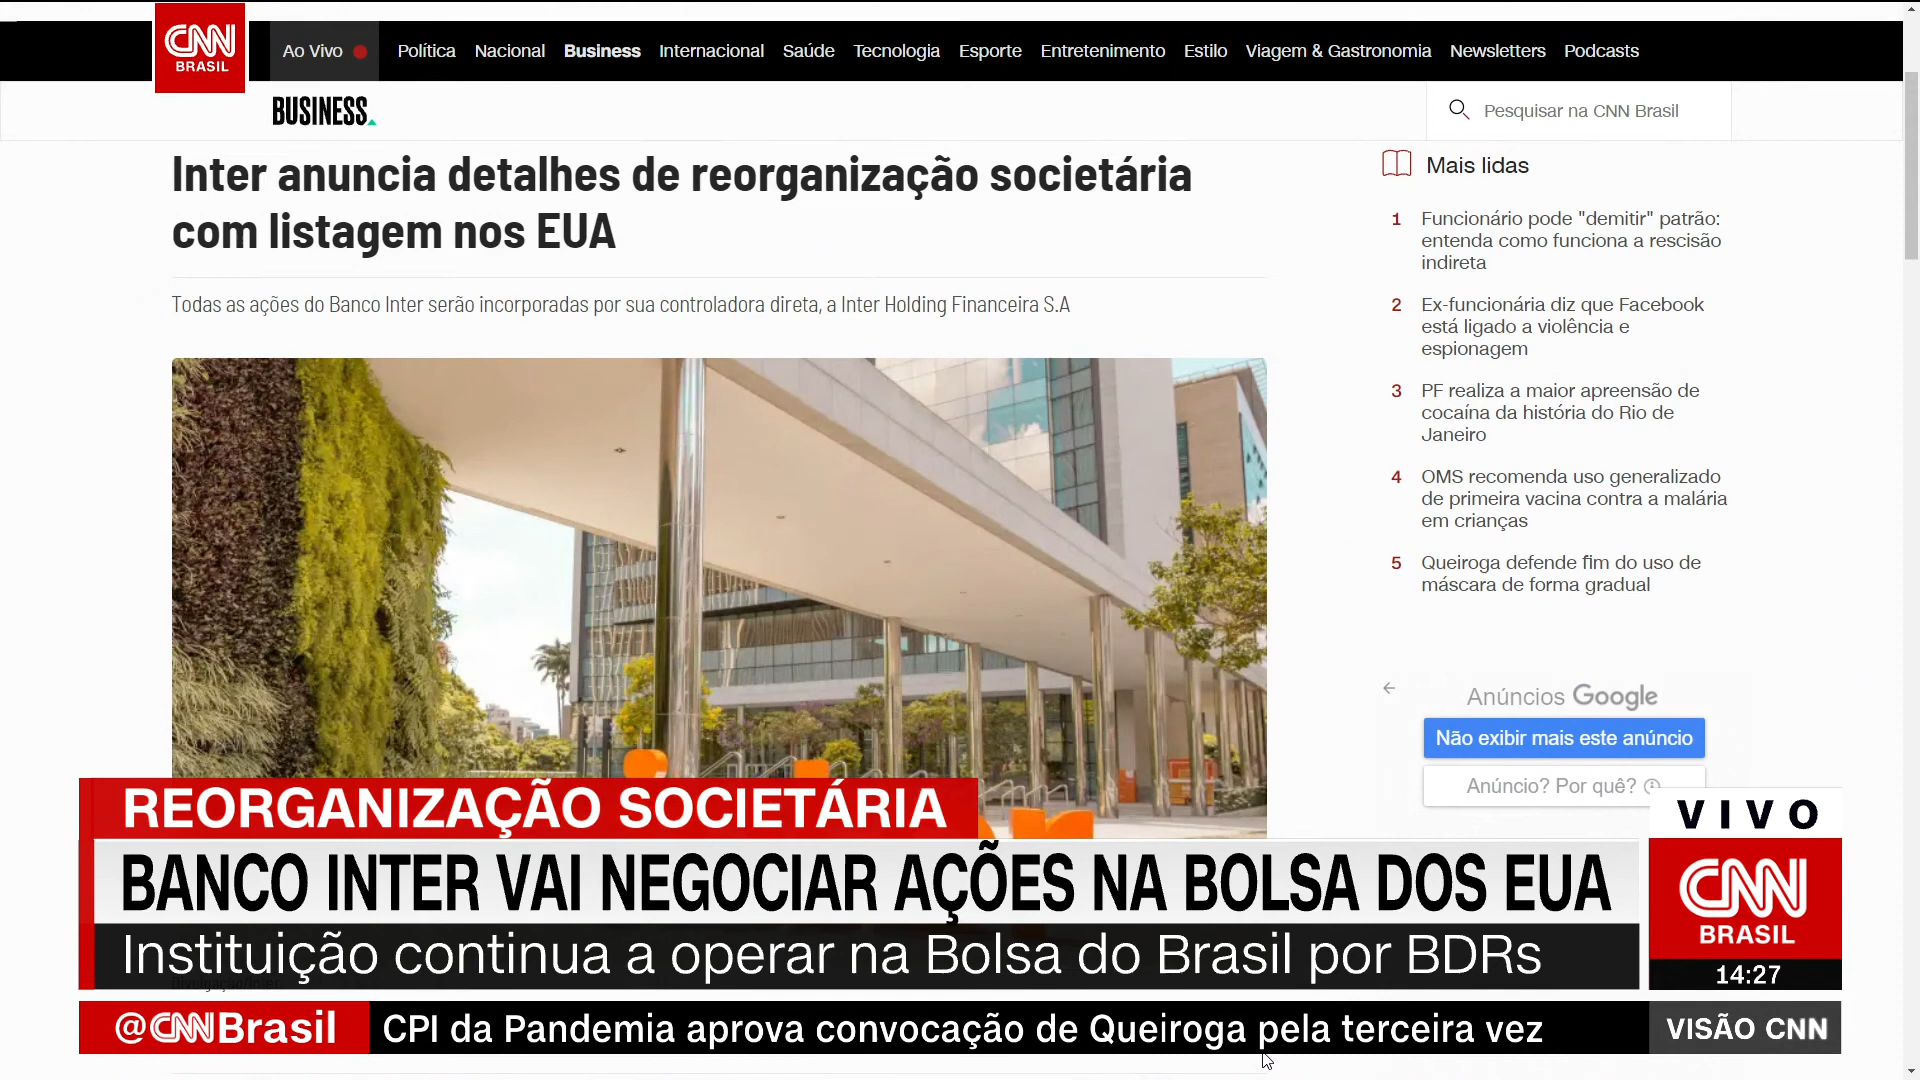 CNN
BRASIL
Ao Vivo
Política
Nacional
Business
Internacional
Saúde
Tecnologia
Esporte
Entretenimento
Estilo
Viagem & Gastronomia
Newsletters
Podcasts
BUSINESS
Pesquisar na CNN Brasil
Inter anuncia detalhes de reorganização societária
com listagem nos EUA
Todas as ações do Banco Inter serão incorporadas por sua controladora direta, a Inter Holding Financeira S.A
Mais lidas
1 Funcionário pode "demitir" patrão:
entenda como funciona a rescisão
indireta
2 Ex-funcionária diz que Facebook
está ligado a violência e
espionagem
3 PF realiza a maior apreensão de
cocaína da história do Rio de
Janeiro
4 OMS recomenda uso generalizado
de primeira vacina contra a malária
em crianças
5 Queiroga defende fim do uso de
máscara de forma gradual
Anúncios Google
Não exibir mais este anúncio
Anúncio? Por quê?
REORGANIZAÇÃO SOCIETÁRIA
BANCO INTER VAI NEGOCIAR AÇÕES NA BOLSA DOS EUA
Instituição continua a operar na Bolsa do Brasil por BDRs
VIVO
CNN
BRASIL
14:27
@CNNBrasil
CPI da Pandemia aprova convocação de Queiroga pela terceira vez
VISÃO CNN